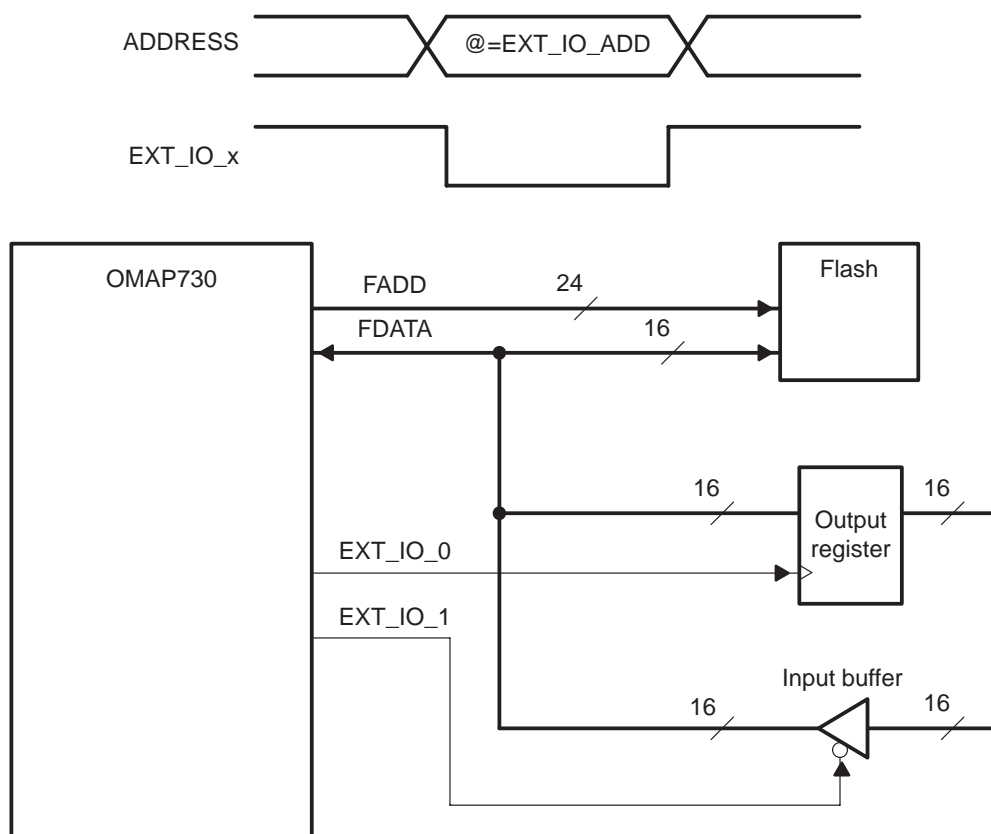 ADDRESS
@=EXT_IO_ADD
EXT_IO_x
OMAP730
FADD
24
Flash
FDATA
16
16
16
Output
register
EXT_IO_0
EXT_IO_1
Input buffer
16
16